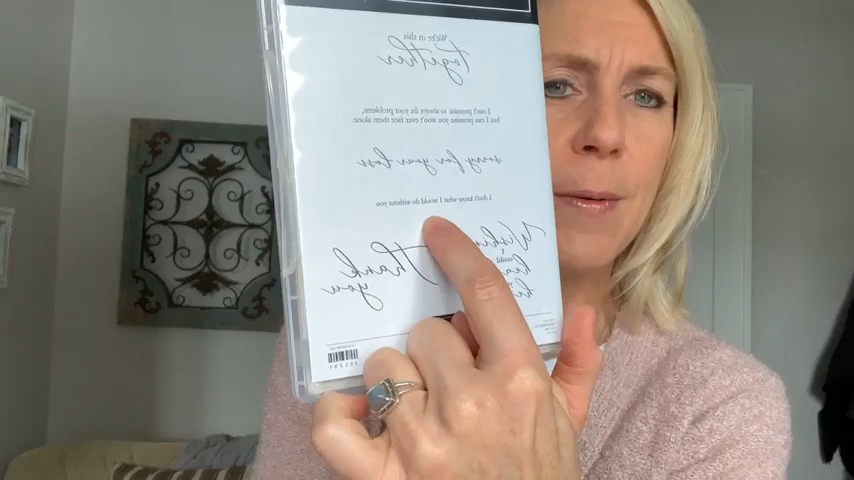 We're in this
together
I can't promise to always fix your problem,
but I can promise you won't ever face them alone.
sorry for your loss
I don't know what I would do without you
Thank
you